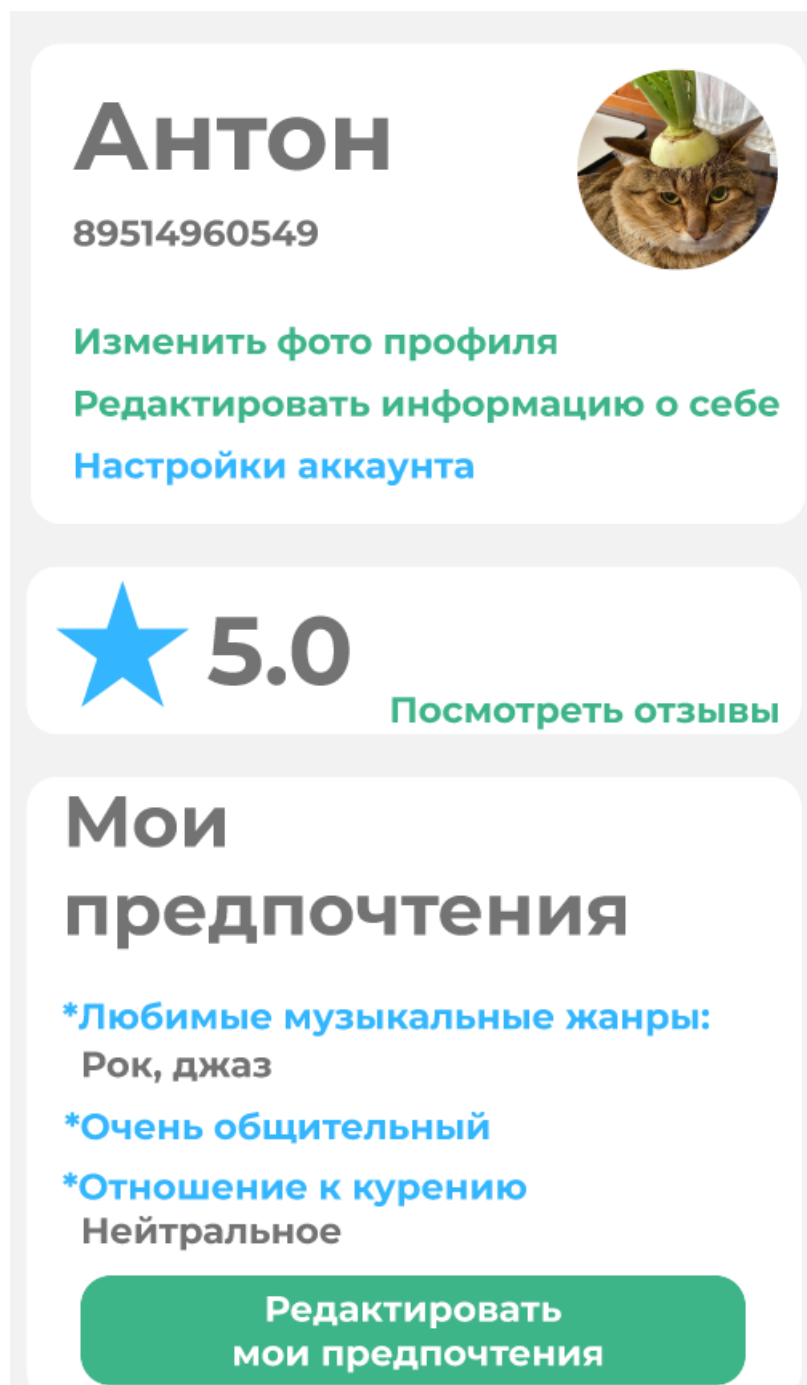 Антон
89514960549
Изменить фото профиля
Редактировать информацию о себе
Настройки аккаунта
5.0
Посмотреть отзывы
Мои
предпочтения
*Любимые музыкальные жанры:
Рок, джаз
*Очень общительный
*Отношение к курению
Нейтральное
Редактировать
мои предпочтения